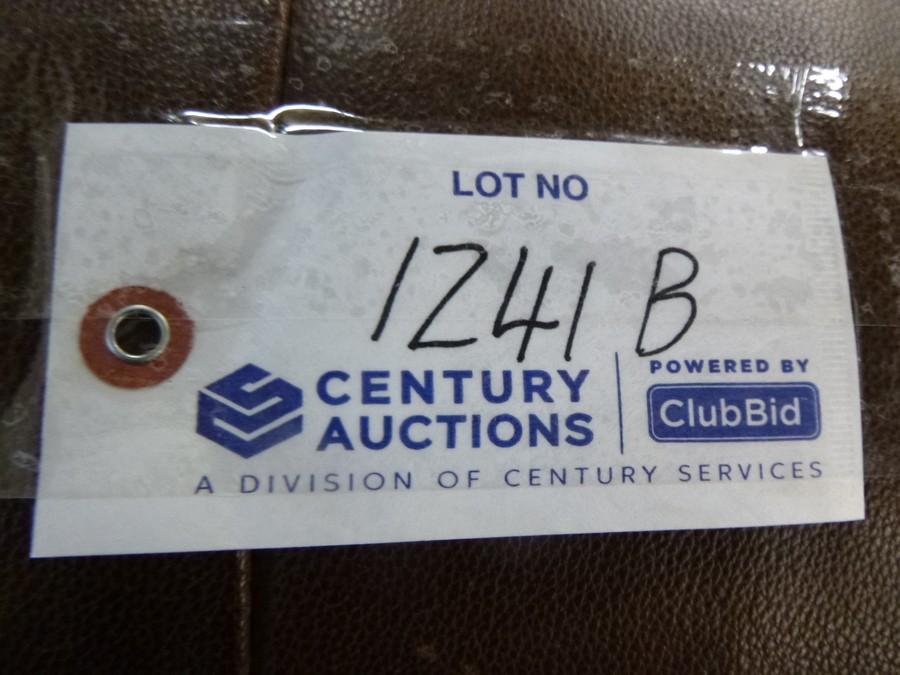 LOT NO
1241 B
CENTURY
AUCTIONS
POWERED BY
ClubBid
A DIVISION OF CENTURY SERVICES